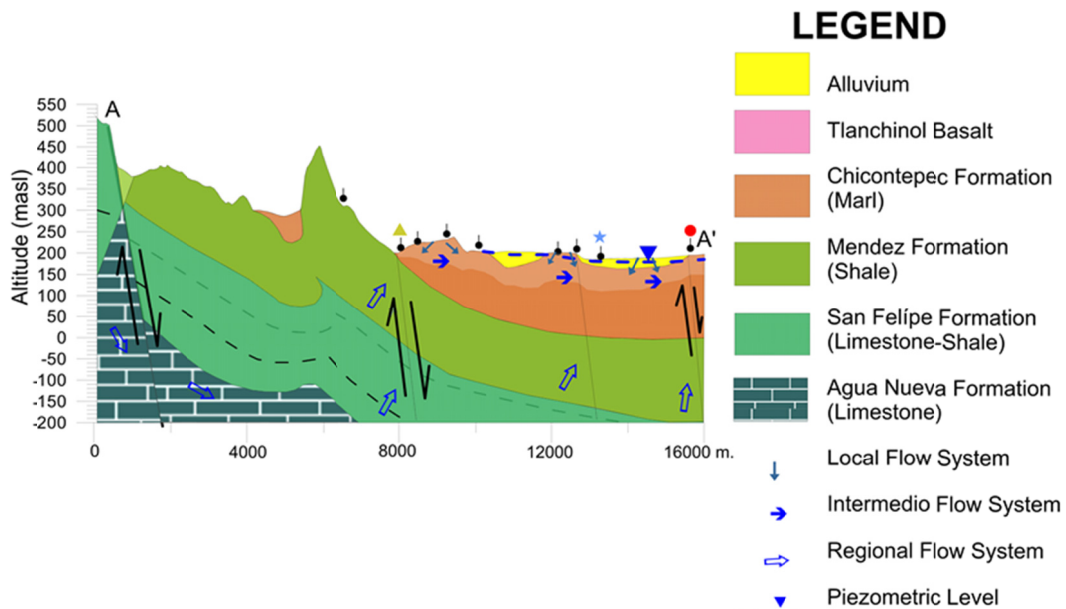 LEGEND
Alluvium
Tlanchinol Basalt
Chicontepec Formation
(Marl)
Mendez Formation
(Shale)
San Felípe Formation
(Limestone-Shale)
Agua Nueva Formation
(Limestone)
Local Flow System
Intermedio Flow System
Regional Flow System
Piezometric Level
Altitude (masl)
550
500
450
400
350
300
250
200
150
100
50
0
-50
-100
-150
-200
A
A'
0
4000
8000
12000
16000 m.